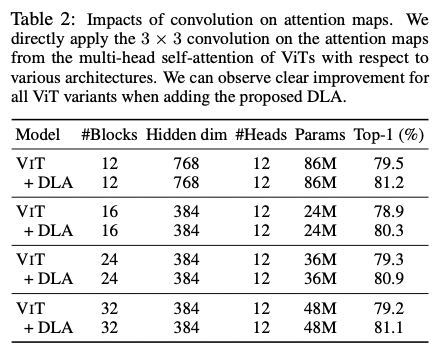 Table 2: Impacts of convolution on attention maps. We
directly apply the 3 × 3 convolution on the attention maps
from the multi-head self-attention of ViTs with respect to
various architectures. We can observe clear improvement for
all ViT variants when adding the proposed DLA.
Model #Blocks Hidden dim #Heads Params Top-1 (%)
VIT 12 768 12 86M 79.5
+ DLA 12 768 12 86M 81.2
VIT 16 384 12 24M 78.9
+ DLA 16 384 12 24M 80.3
VIT 24 384 12 36M 79.3
+ DLA 24 384 12 36M 80.9
VIT 32 384 12 48M 79.2
+ DLA 32 384 12 48M 81.1